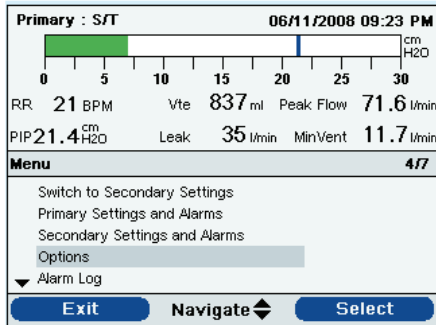 Primary : S/T 06/11/2008 09:23 PM
cm
H2O
0 5 10 15 20 25 30
RR 21 BPM Vte 837 ml Peak Flow 71.6 l/min
PIP 21.4 cm H2O Leak 35 l/min MinVent 11.7 l/min
Menu 4/7
Switch to Secondary Settings
Primary Settings and Alarms
Secondary Settings and Alarms
Options
Alarm Log
Exit Navigate Select